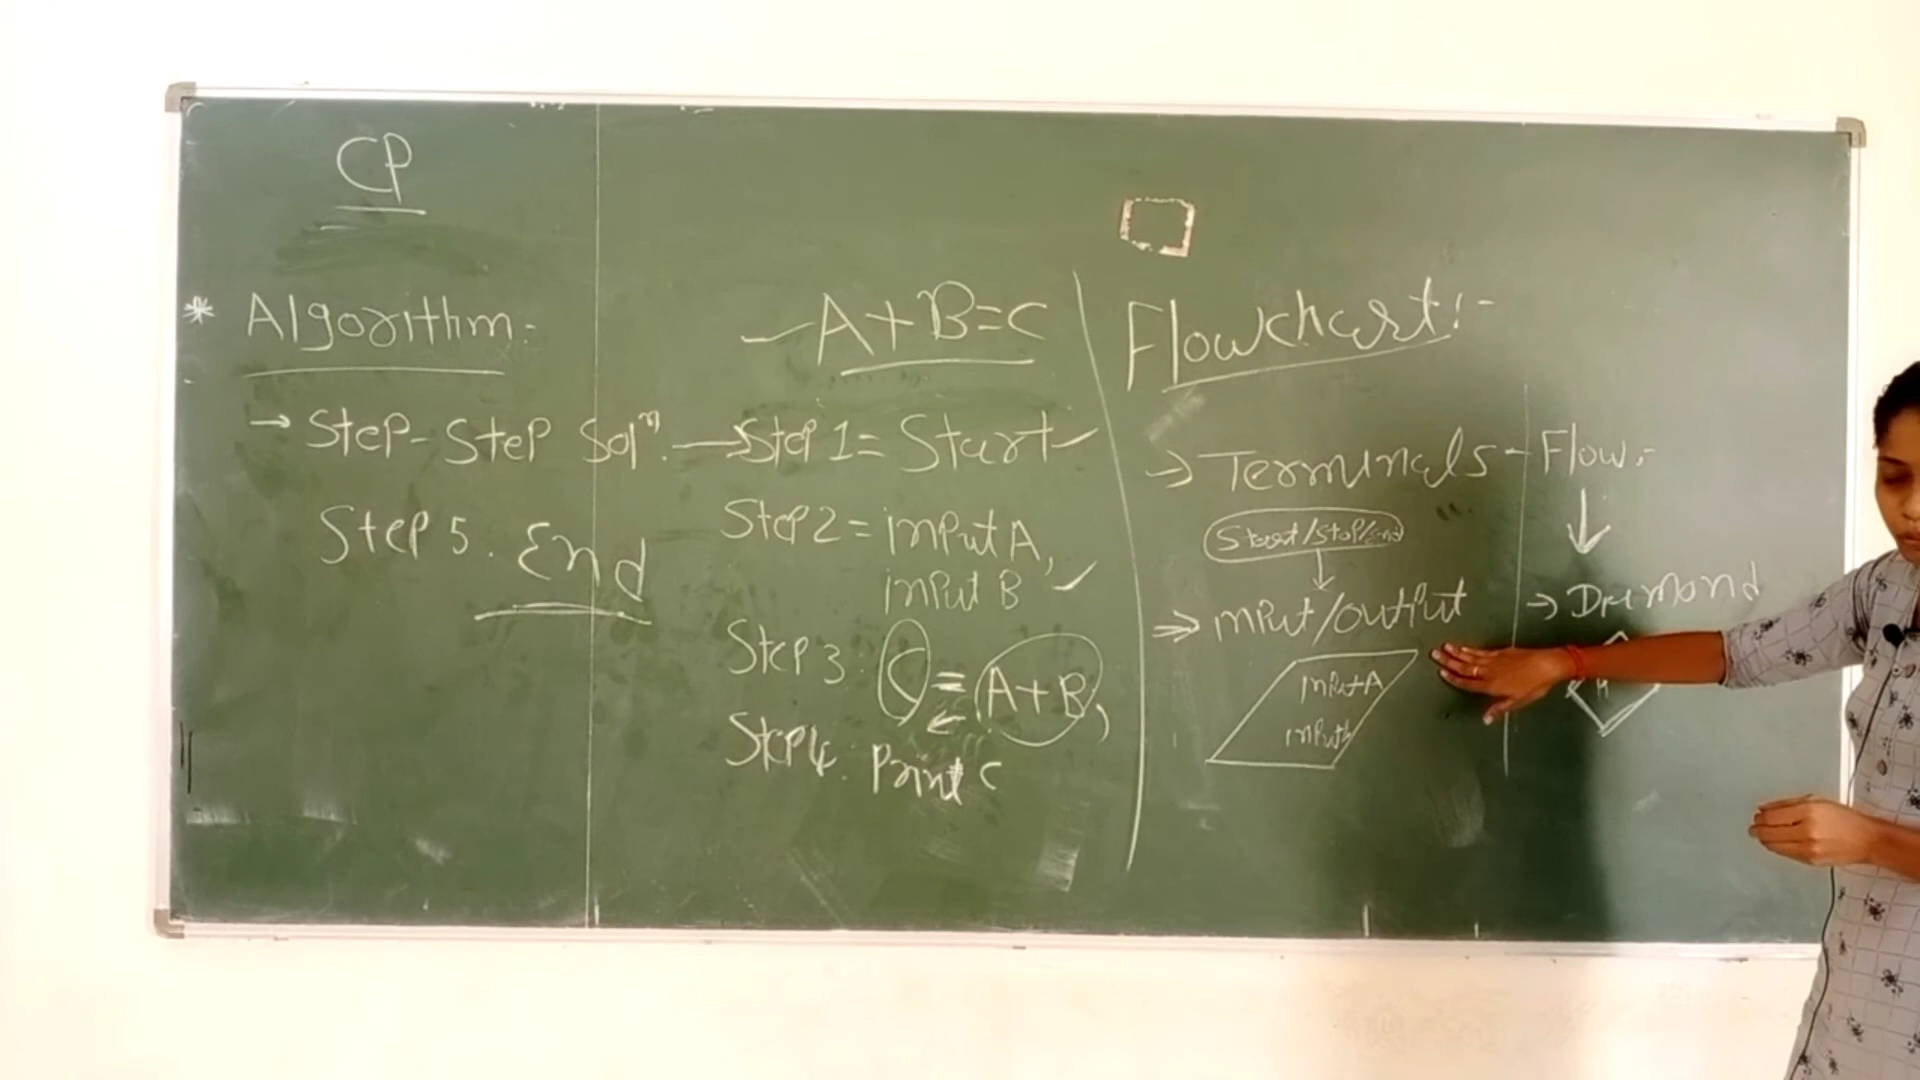 CP
* Algorithm:-
→ Step-Step Solⁿ.
Step 5. End
A+B=C
→ Step 1 = Start
Step 2 = input A,
input B
Step 3. C = A+B,
Step 4. Print C
Flowchart:-
→ Terminals -
Start/Stop/End
→ input/output
input A
Flow:-
→ Diamond